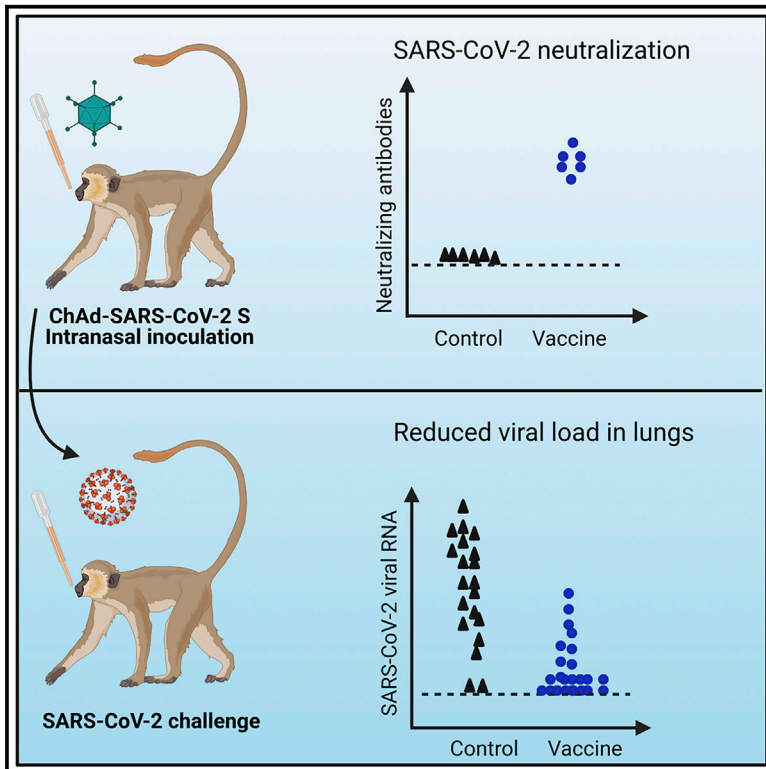 SARS-CoV-2 neutralization
Neutralizing antibodies
Control
Vaccine
ChAd-SARS-CoV-2 S
Intranasal inoculation
Reduced viral load in lungs
SARS-CoV-2 viral RNA
Control
Vaccine
SARS-CoV-2 challenge